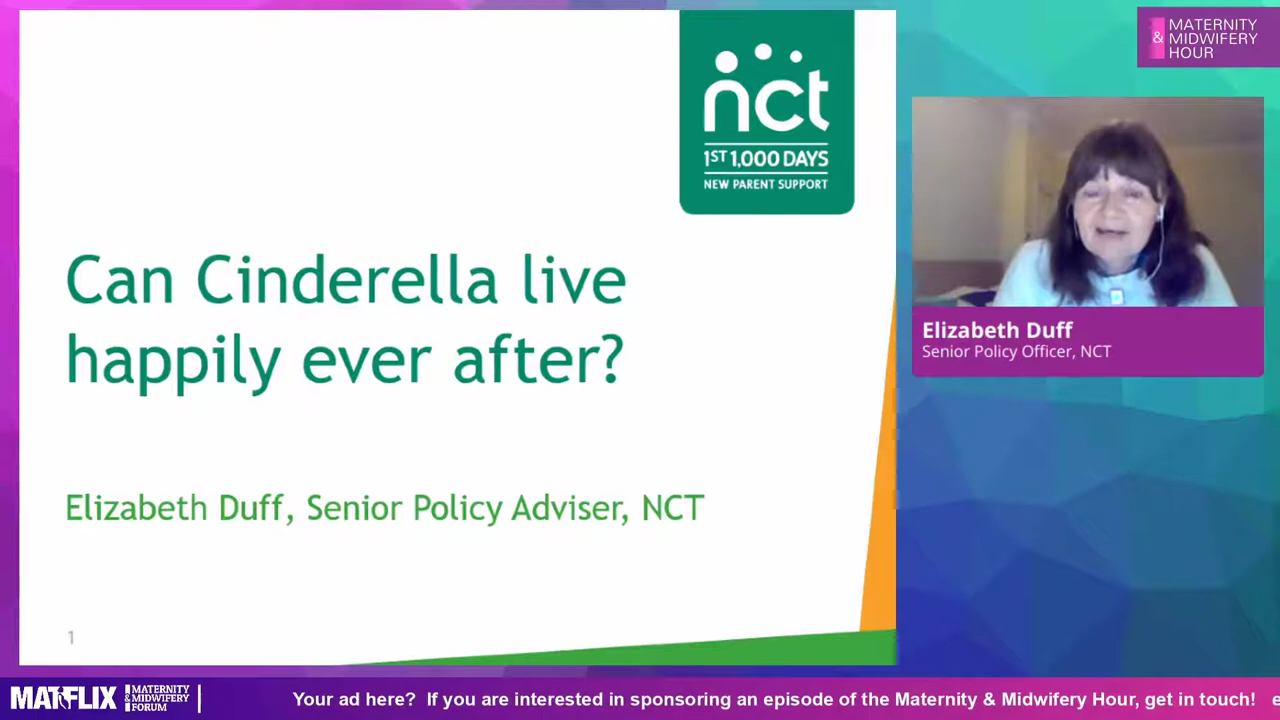 nct
1ST 1,000 DAYS
NEW PARENT SUPPORT
Can Cinderella live
happily ever after?
Elizabeth Duff, Senior Policy Adviser, NCT
1
MATERNITY
& MIDWIFERY
HOUR
Elizabeth Duff
Senior Policy Officer, NCT
MATFLIX
MATERNITY
& MIDWIFERY
FORUM
Your ad here? If you are interested in sponsoring an episode of the Maternity & Midwifery Hour, get in touch! e